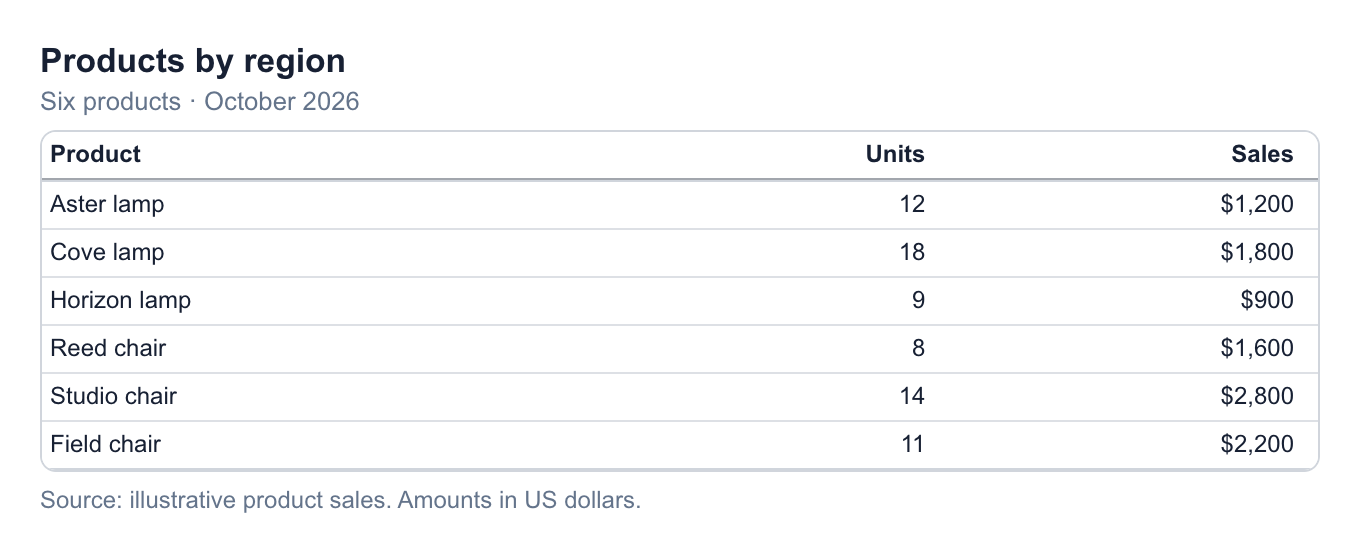 Products by region
Six products · October 2026
Product Units Sales
Aster lamp 12 $1,200
Cove lamp 18 $1,800
Horizon lamp 9 $900
Reed chair 8 $1,600
Studio chair 14 $2,800
Field chair 11 $2,200
Source: illustrative product sales. Amounts in US dollars.